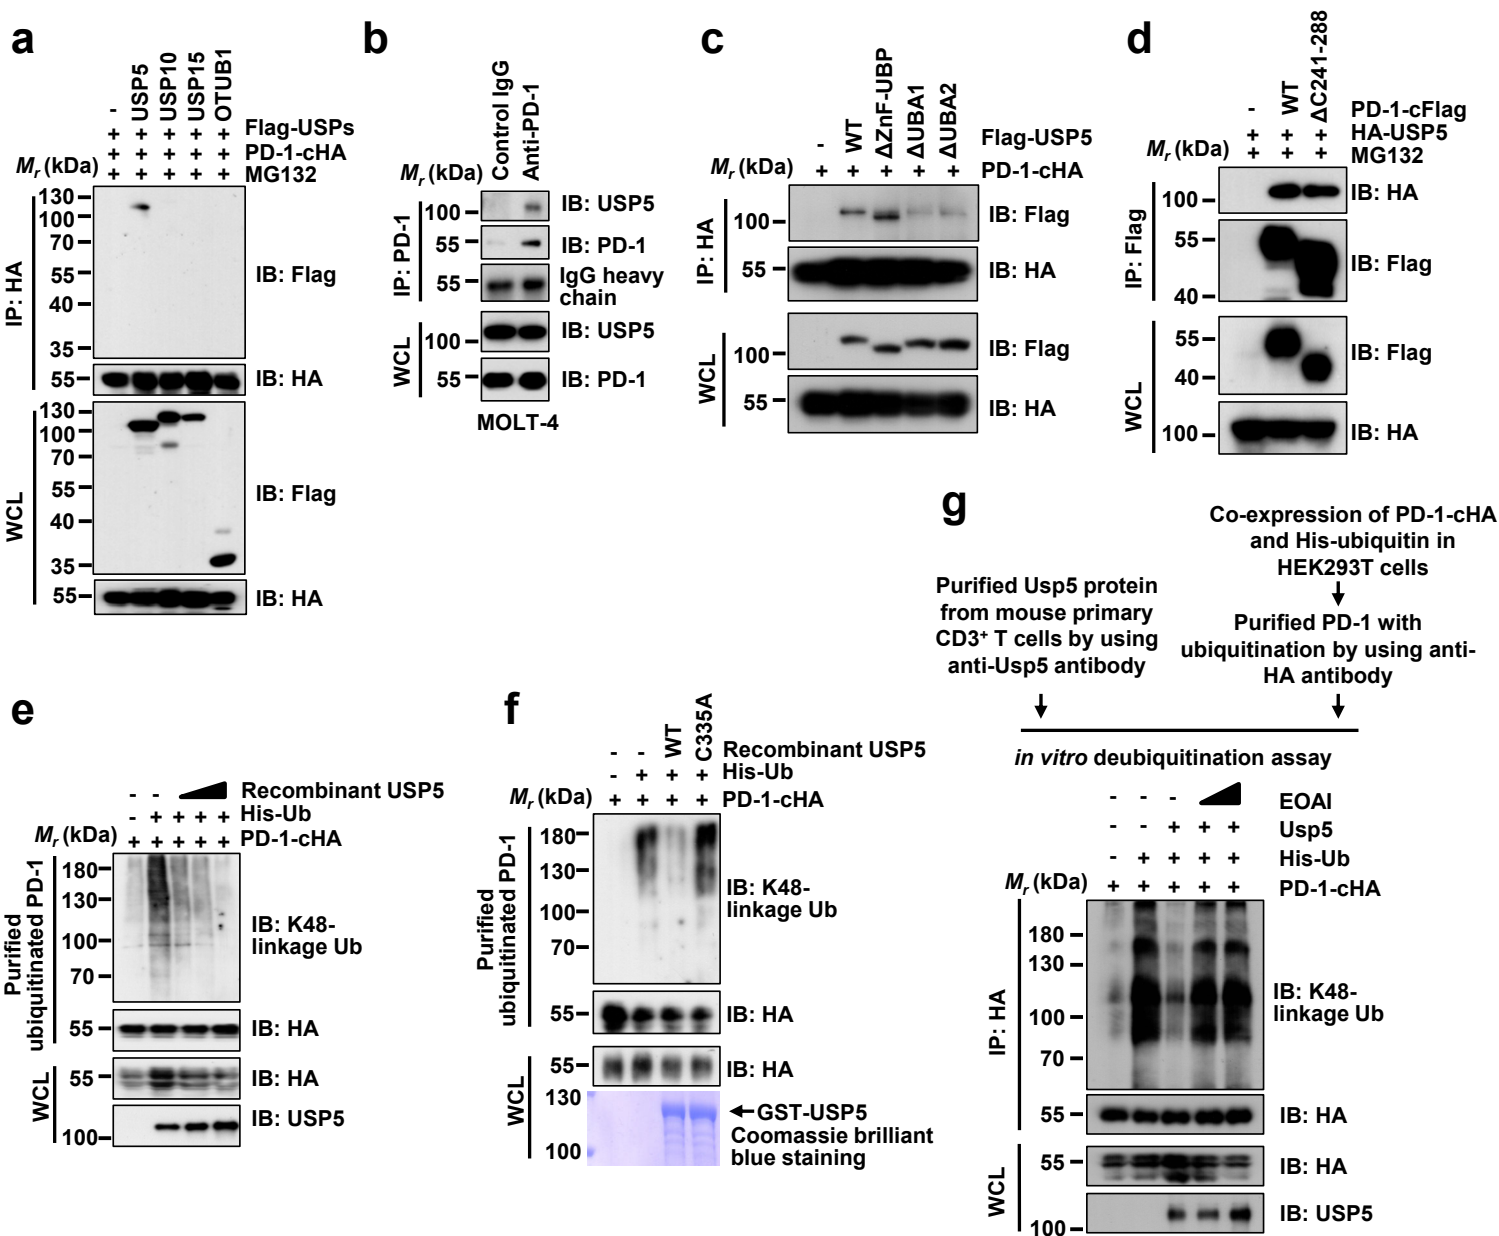 a
-
USP5
USP10
USP15
OTUB1
+ + + + + Flag-USPs
+ + + + + PD-1-cHA
Mr (kDa) + + + + + MG132
IP: HA
130
100
70
55
40
35
IB: Flag
55 IB: HA
WCL
130
100
70
55
40
35
IB: Flag
55 IB: HA
b
Control IgG
Anti-PD-1
Mr (kDa)
IP: PD-1
100 IB: USP5
55 IB: PD-1
55 IgG heavy
chain
WCL
100 IB: USP5
55 IB: PD-1
MOLT-4
c
-
WT
ΔZnF-UBP
ΔUBA1
ΔUBA2
Flag-USP5
Mr (kDa) + + + + + PD-1-cHA
IP: HA
100 IB: Flag
55 IB: HA
WCL
100 IB: Flag
55 IB: HA
d
-
WT
ΔC241-288
PD-1-cFlag
+ + + HA-USP5
Mr (kDa) + + + MG132
IP: Flag
100 IB: HA
55
40
IB: Flag
WCL
55
40
IB: Flag
100 IB: HA
e
- - Recombinant USP5
- + + + + His-Ub
Mr (kDa) + + + + + PD-1-cHA
Purified
ubiquitinated PD-1
180
130
100
70
IB: K48-
linkage Ub
55 IB: HA
WCL
55 IB: HA
100 IB: USP5
f
- - WT C335A Recombinant USP5
- + + + His-Ub
Mr (kDa) + + + + PD-1-cHA
Purified
ubiquitinated PD-1
180
130
100
70
IB: K48-
linkage Ub
55 IB: HA
WCL
55 IB: HA
130
100
GST-USP5
Coomassie brilliant
blue staining
g
Purified Usp5 protein
from mouse primary
CD3⁺ T cells by using
anti-Usp5 antibody
Co-expression of PD-1-cHA
and His-ubiquitin in
HEK293T cells
Purified PD-1 with
ubiquitination by using anti-
HA antibody
in vitro deubiquitination assay
- - - EOAI
- - + + + Usp5
- + + + + His-Ub
Mr (kDa) + + + + + PD-1-cHA
IP: HA
180
130
100
70
IB: K48-
linkage Ub
55 IB: HA
WCL
55 IB: HA
100 IB: USP5